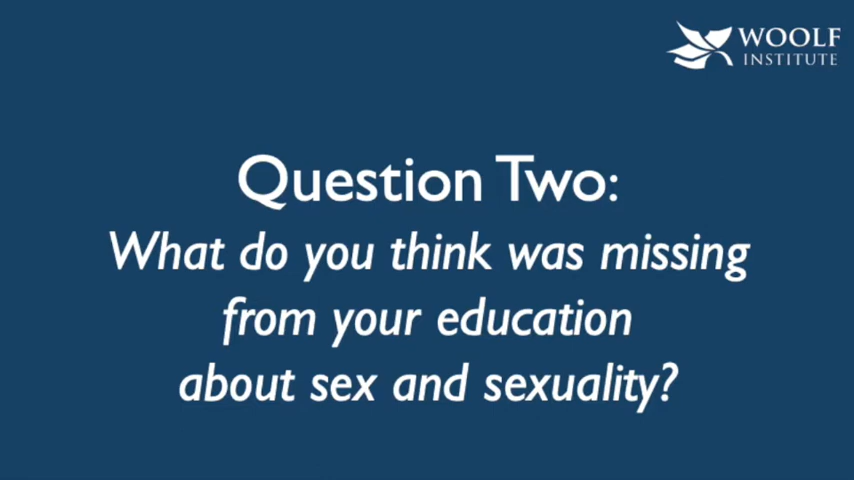 WOOLF
INSTITUTE
Question Two:
What do you think was missing
from your education
about sex and sexuality?